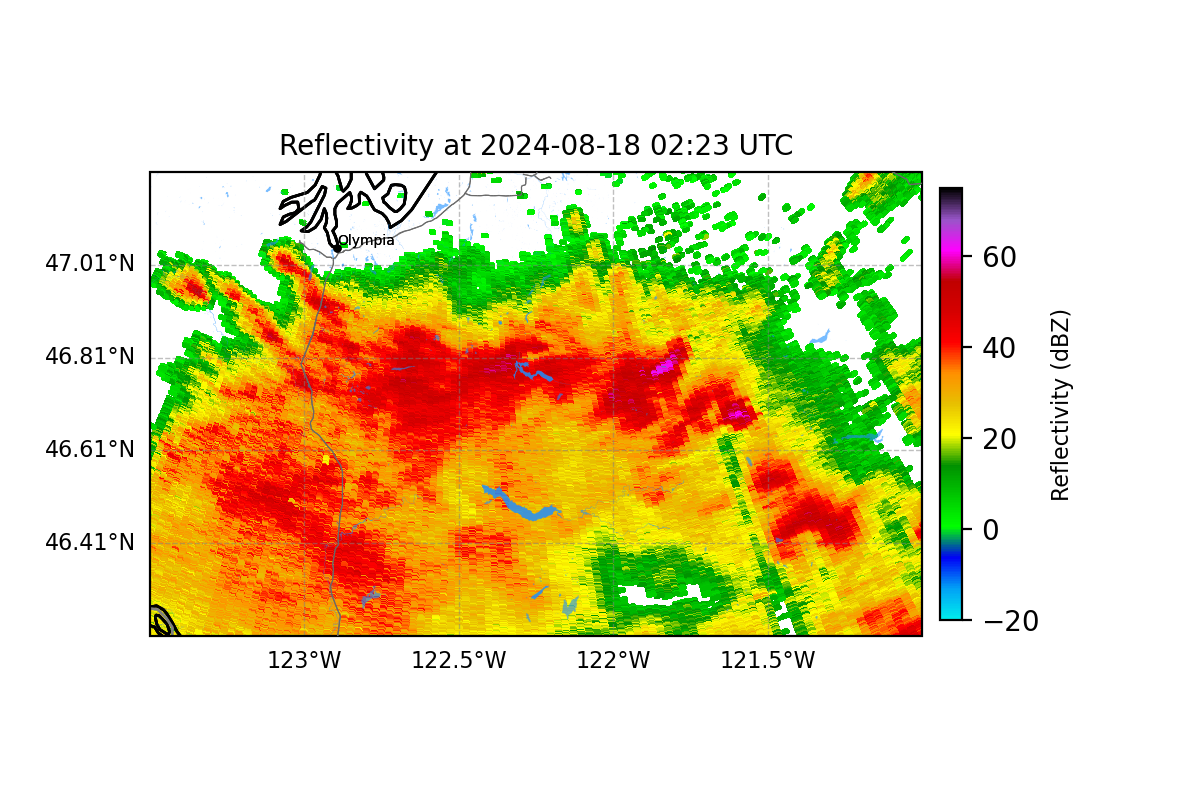 Reflectivity at 2024-08-18 02:23 UTC
Olympia
47.01°N
46.81°N
46.61°N
46.41°N
123°W
122.5°W
122°W
121.5°W
60
40
20
0
−20
Reflectivity (dBZ)